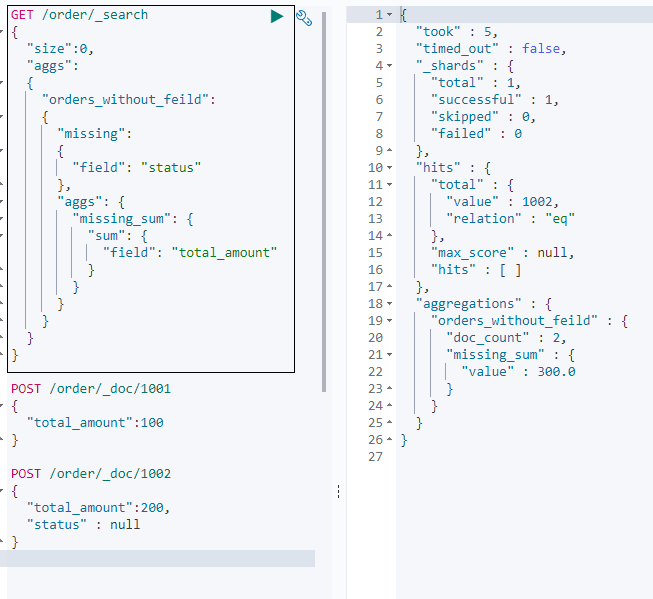 GET /order/_search
{
  "size":0,
  "aggs":
  {
    "orders_without_feild":
    {
      "missing":
      {
        "field": "status"
      },
      "aggs": {
        "missing_sum": {
          "sum": {
            "field": "total_amount"
          }
        }
      }
    }
  }
}
POST /order/_doc/1001
{
  "total_amount":100
}
POST /order/_doc/1002
{
  "total_amount":200,
  "status" : null
}
1 {
2   "took" : 5,
3   "timed_out" : false,
4   "_shards" : {
5     "total" : 1,
6     "successful" : 1,
7     "skipped" : 0,
8     "failed" : 0
9   },
10   "hits" : {
11     "total" : {
12       "value" : 1002,
13       "relation" : "eq"
14     },
15     "max_score" : null,
16     "hits" : [ ]
17   },
18   "aggregations" : {
19     "orders_without_feild" : {
20       "doc_count" : 2,
21       "missing_sum" : {
22         "value" : 300.0
23       }
24     }
25   }
26 }
27